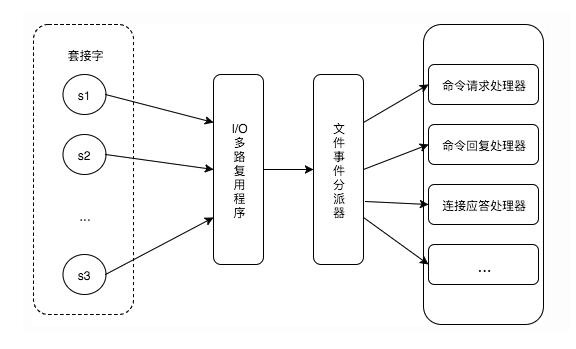 套接字
s1
s2
...
s3
I/O多路复用程序
文件事件分派器
命令请求处理器
命令回复处理器
连接应答处理器
...